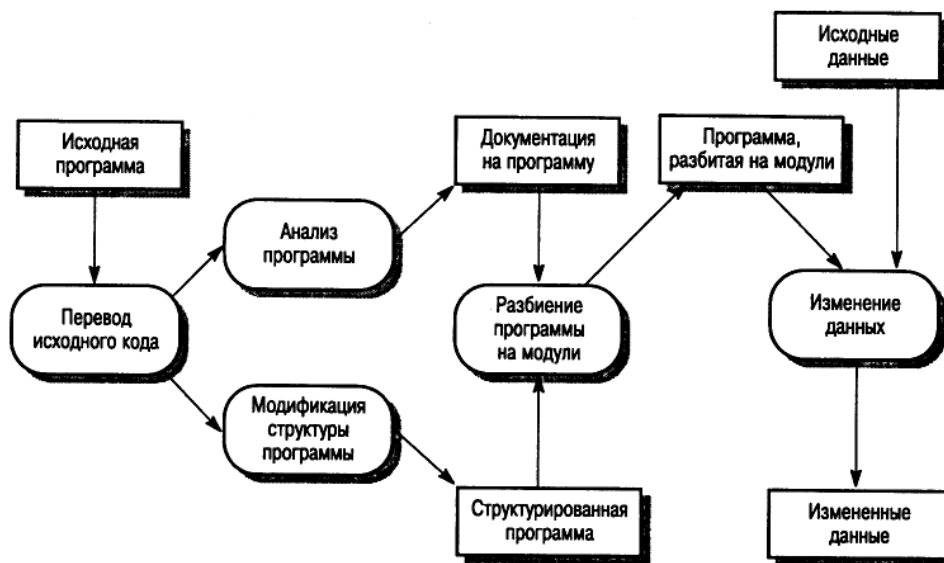 Исходные
данные
Исходная
программа
Документация
на программу
Программа,
разбитая на модули
Анализ
программы
Перевод
исходного кода
Разбиение
программы
на модули
Изменение
данных
Модификация
структуры
программы
Структурированная
программа
Измененные
данные